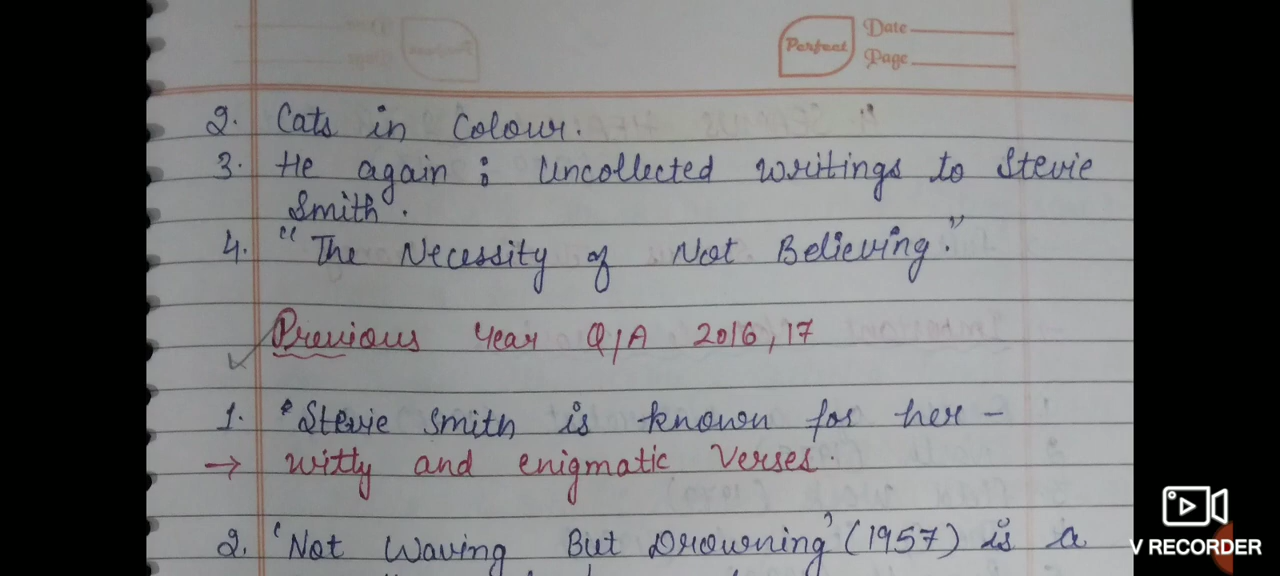 Perfect
Date
Page
2. Cats in Colour.
3. He again : Uncollected writings to Stevie
Smith.
4. "The Necessity of Not Believing."
Previous Year Q/A 2016, 17
1. *Stevie Smith is known for her -
→ witty and enigmatic Verses.
2. 'Not Waving But Drowning' (1957) is a
V RECORDER